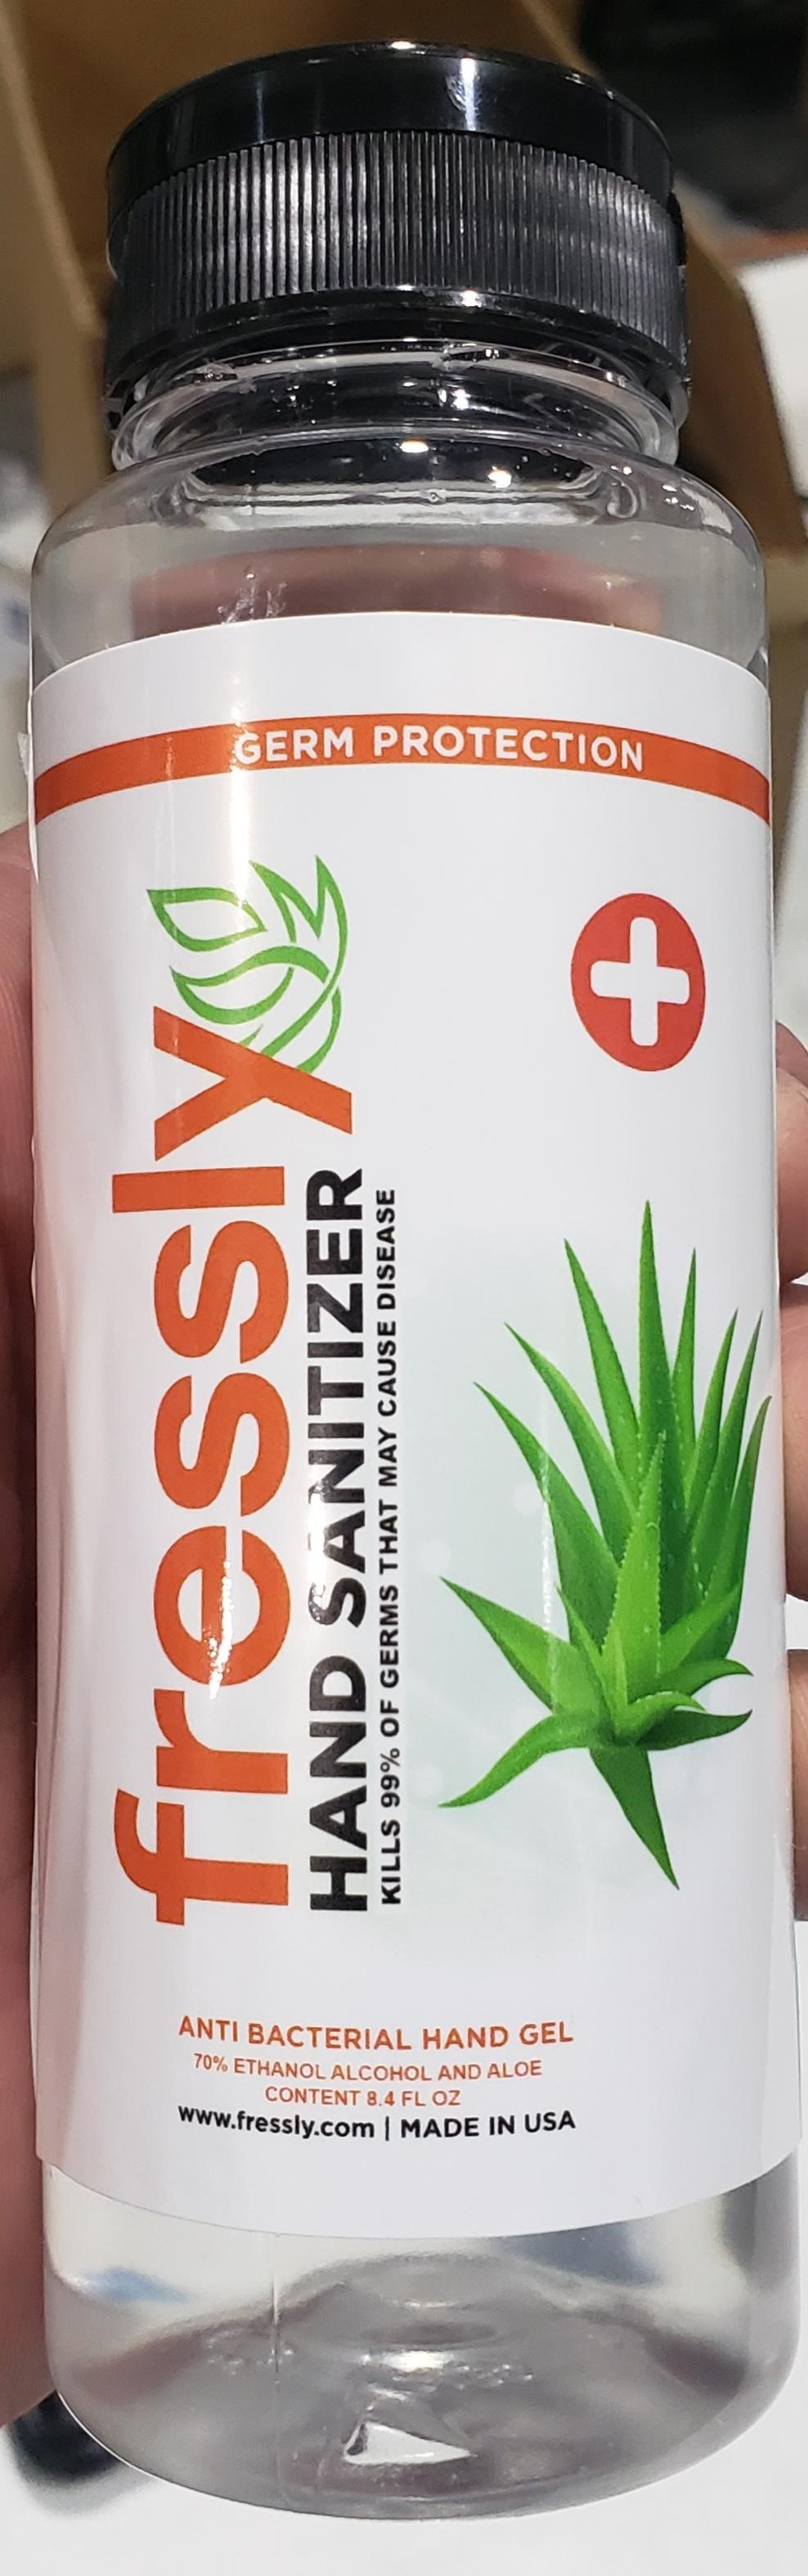 GERM PROTECTION
fressly
HAND SANITIZER
KILLS 99% OF GERMS THAT MAY CAUSE DISEASE
ANTI BACTERIAL HAND GEL
70% ETHANOL ALCOHOL AND ALOE
CONTENT 8.4 FL OZ
www.fressly.com | MADE IN USA